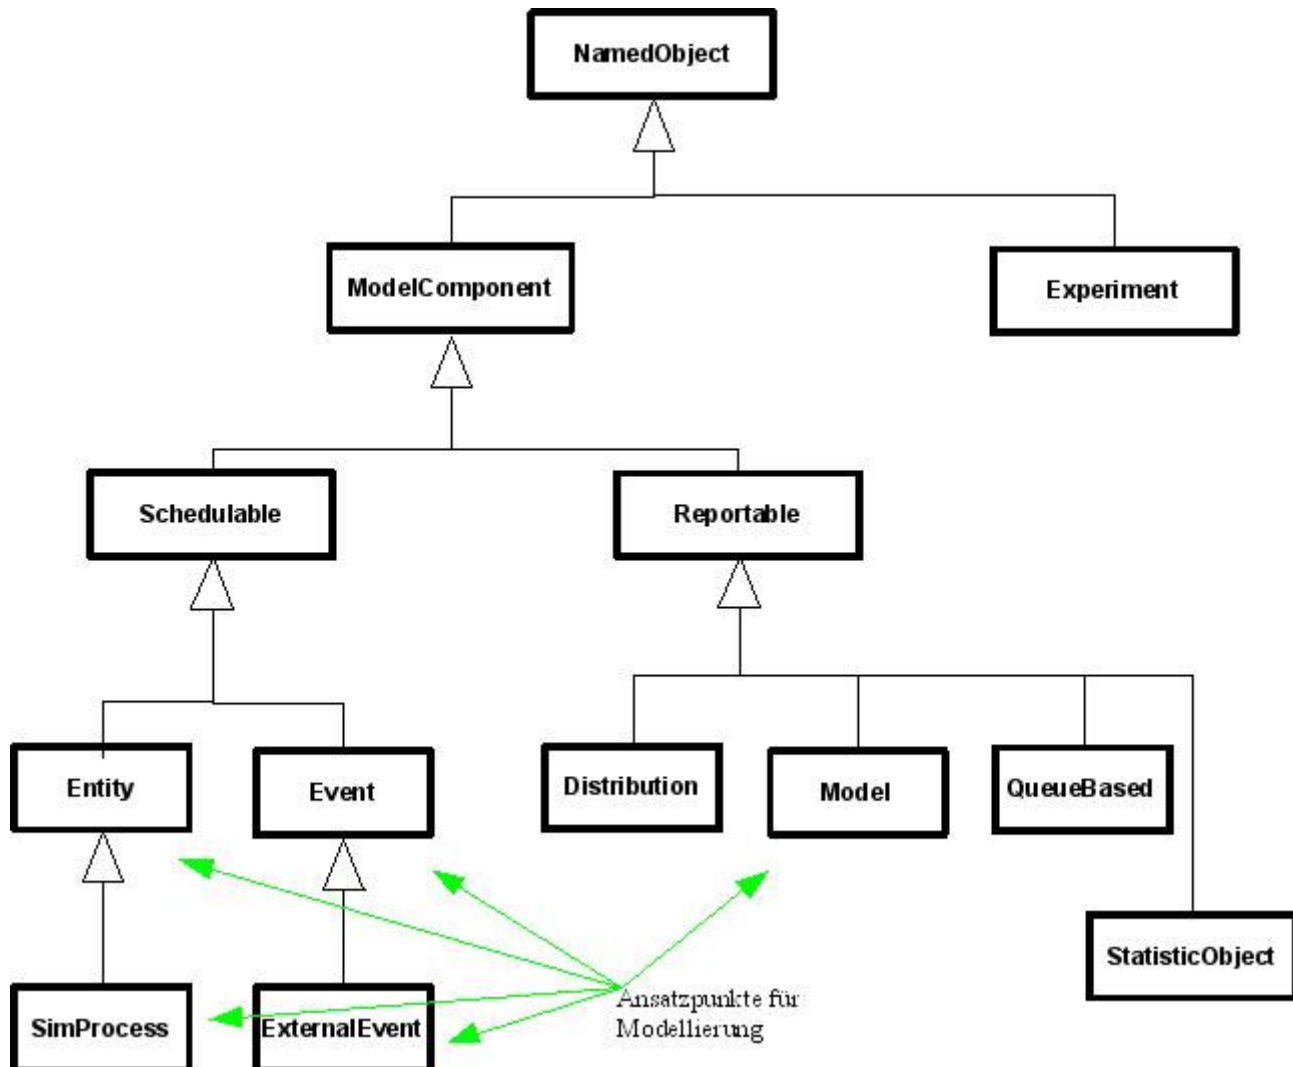 NamedObject
ModelComponent
Experiment
Schedulable
Reportable
Entity
Event
Distribution
Model
QueueBased
StatisticObject
SimProcess
ExternalEvent
Ansatzpunkte für
Modellierung